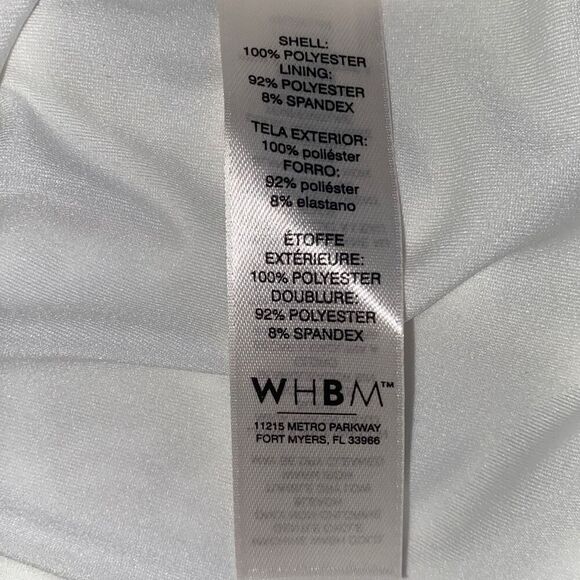 SHELL:
100% POLYESTER
LINING:
92% POLYESTER
8% SPANDEX
TELA EXTERIOR:
100% poliéster
FORRO:
92% poliéster
8% elastano
ÉTOFFE
EXTÉRIEURE:
100% POLYESTER
DOUBLURE:
92% POLYESTER
8% SPANDEX
WHBM™
11215 METRO PARKWAY
FORT MYERS, FL 33966